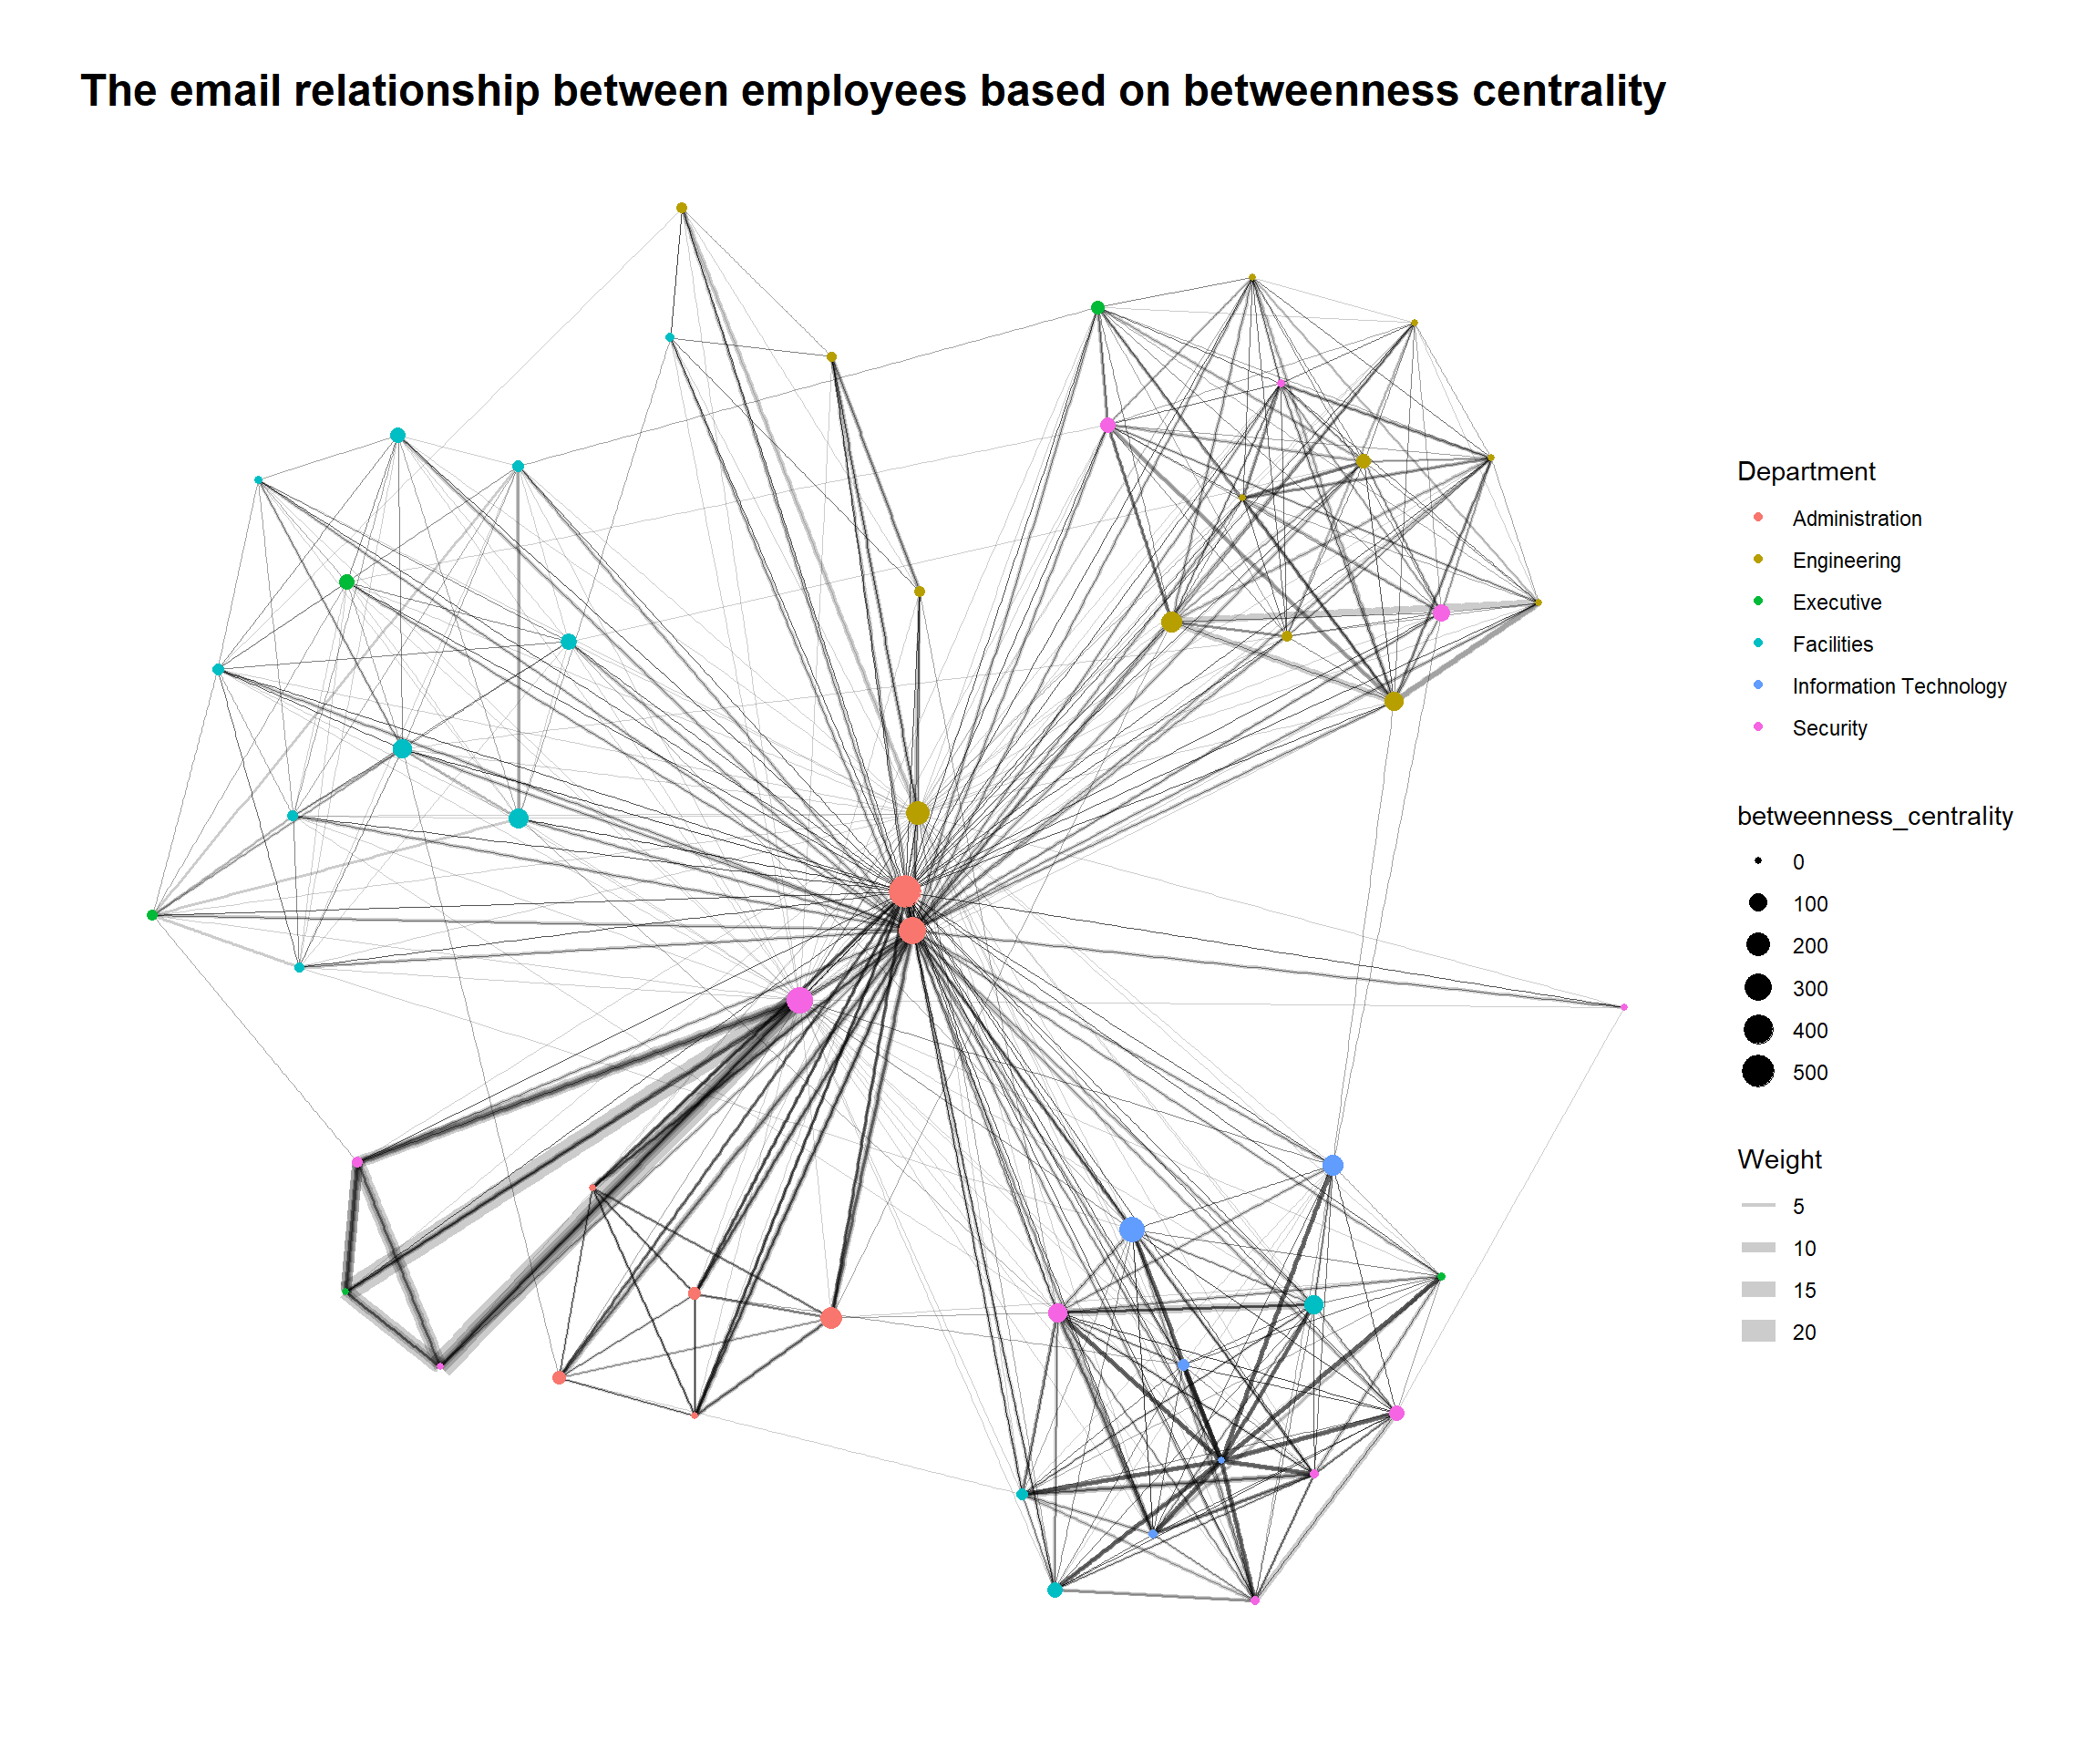 The email relationship between employees based on betweenness centrality
Department
Administration
Engineering
Executive
Facilities
Information Technology
Security
betweenness_centrality
0
100
200
300
400
500
Weight
5
10
15
20